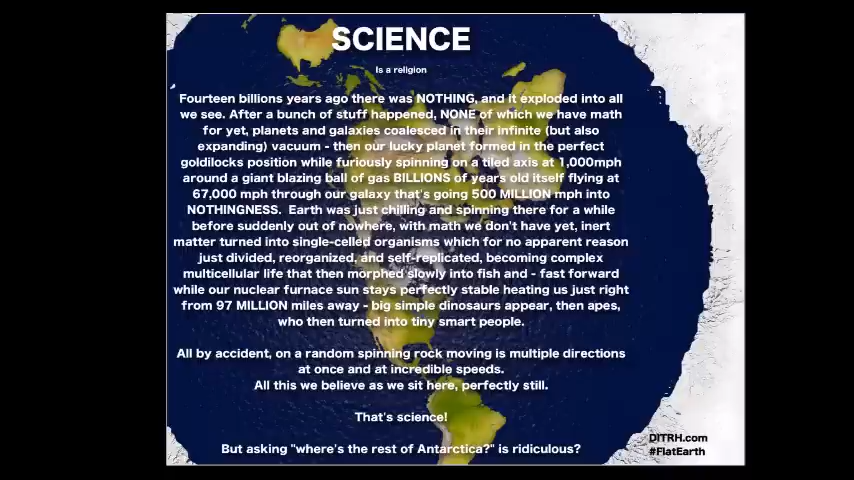 SCIENCE
Is a religion
Fourteen billions years ago there was NOTHING, and it exploded into all
we see. After a bunch of stuff happened, NONE of which we have math
for yet, planets and galaxies coalesced in their infinite (but also
expanding) vacuum - then our lucky planet formed in the perfect
goldilocks position while furiously spinning on a tiled axis at 1,000mph
around a giant blazing ball of gas BILLIONS of years old itself flying at
67,000 mph through our galaxy that's going 500 MILLION mph into
NOTHINGNESS. Earth was just chilling and spinning there for a while
before suddenly out of nowhere, with math we don't have yet, inert
matter turned into single-celled organisms which for no apparent reason
just divided, reorganized, and self-replicated, becoming complex
multicellular life that then morphed slowly into fish and - fast forward
while our nuclear furnace sun stays perfectly stable heating us just right
from 97 MILLION miles away - big simple dinosaurs appear, then apes,
who then turned into tiny smart people.
All by accident, on a random spinning rock moving is multiple directions
at once and at incredible speeds.
All this we believe as we sit here, perfectly still.
That's science!
But asking "where's the rest of Antarctica?" is ridiculous?
DITRH.com
#FlatEarth